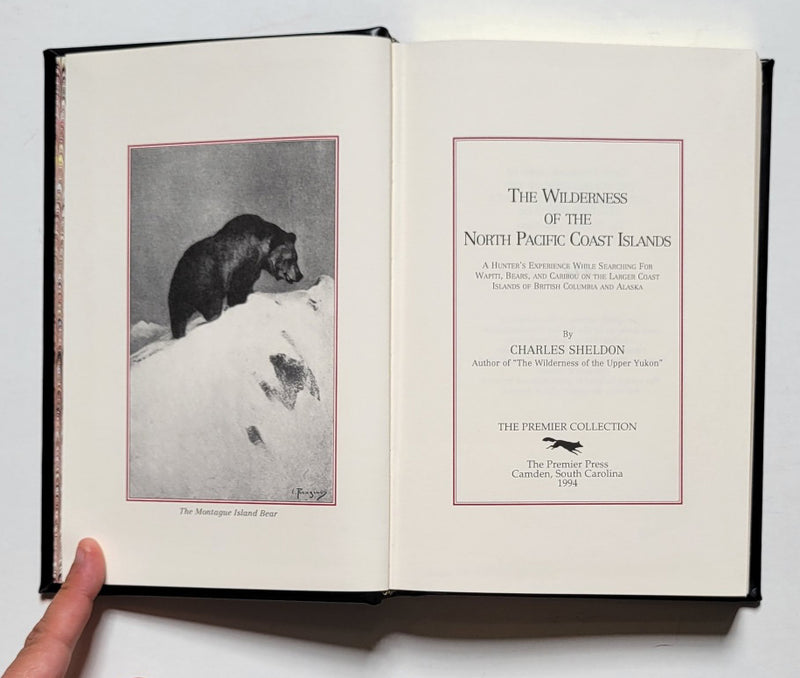 The Montague Island Bear
The Wilderness
of the
North Pacific Coast Islands
A Hunter's Experience While Searching For
Wapiti, Bears, and Caribou on the Larger Coast
Islands of British Columbia and Alaska
By
CHARLES SHELDON
Author of "The Wilderness of the Upper Yukon"
THE PREMIER COLLECTION
The Premier Press
Camden, South Carolina
1994